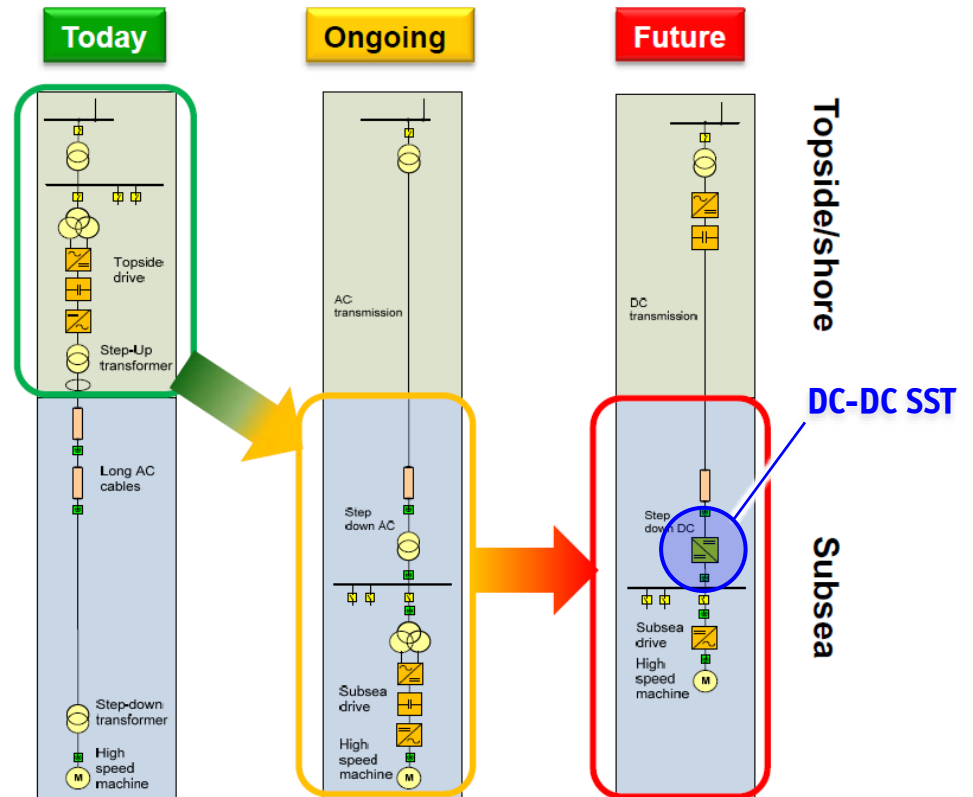 Today
Ongoing
Future
Topside/shore
Topside
drive
Step-Up
transformer
Long AC
cables
Step-down
transformer
High
speed
machine
M
AC
transmission
Step
down AC
Subsea
drive
High
speed
machine
M
DC
transmission
DC-DC SST
Step
down DC
Subsea
drive
High
speed
machine
M
Subsea